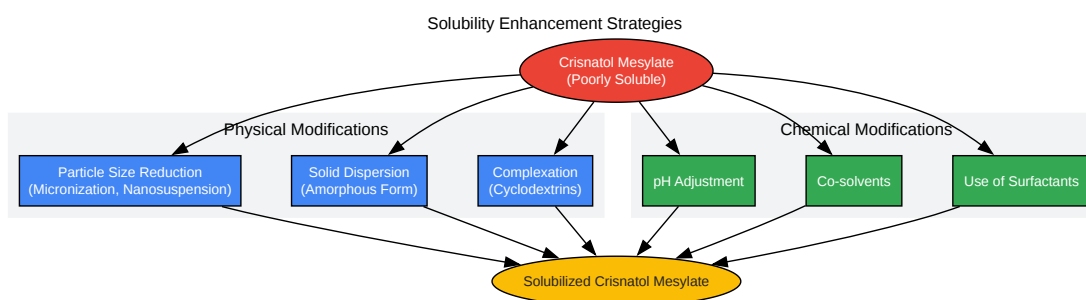 Solubility Enhancement Strategies
Crisnatol Mesylate
(Poorly Soluble)
Physical Modifications
Chemical Modifications
Particle Size Reduction
(Micronization, Nanosuspension)
Solid Dispersion
(Amorphous Form)
Complexation
(Cyclodextrins)
pH Adjustment
Co-solvents
Use of Surfactants
Solubilized Crisnatol Mesylate